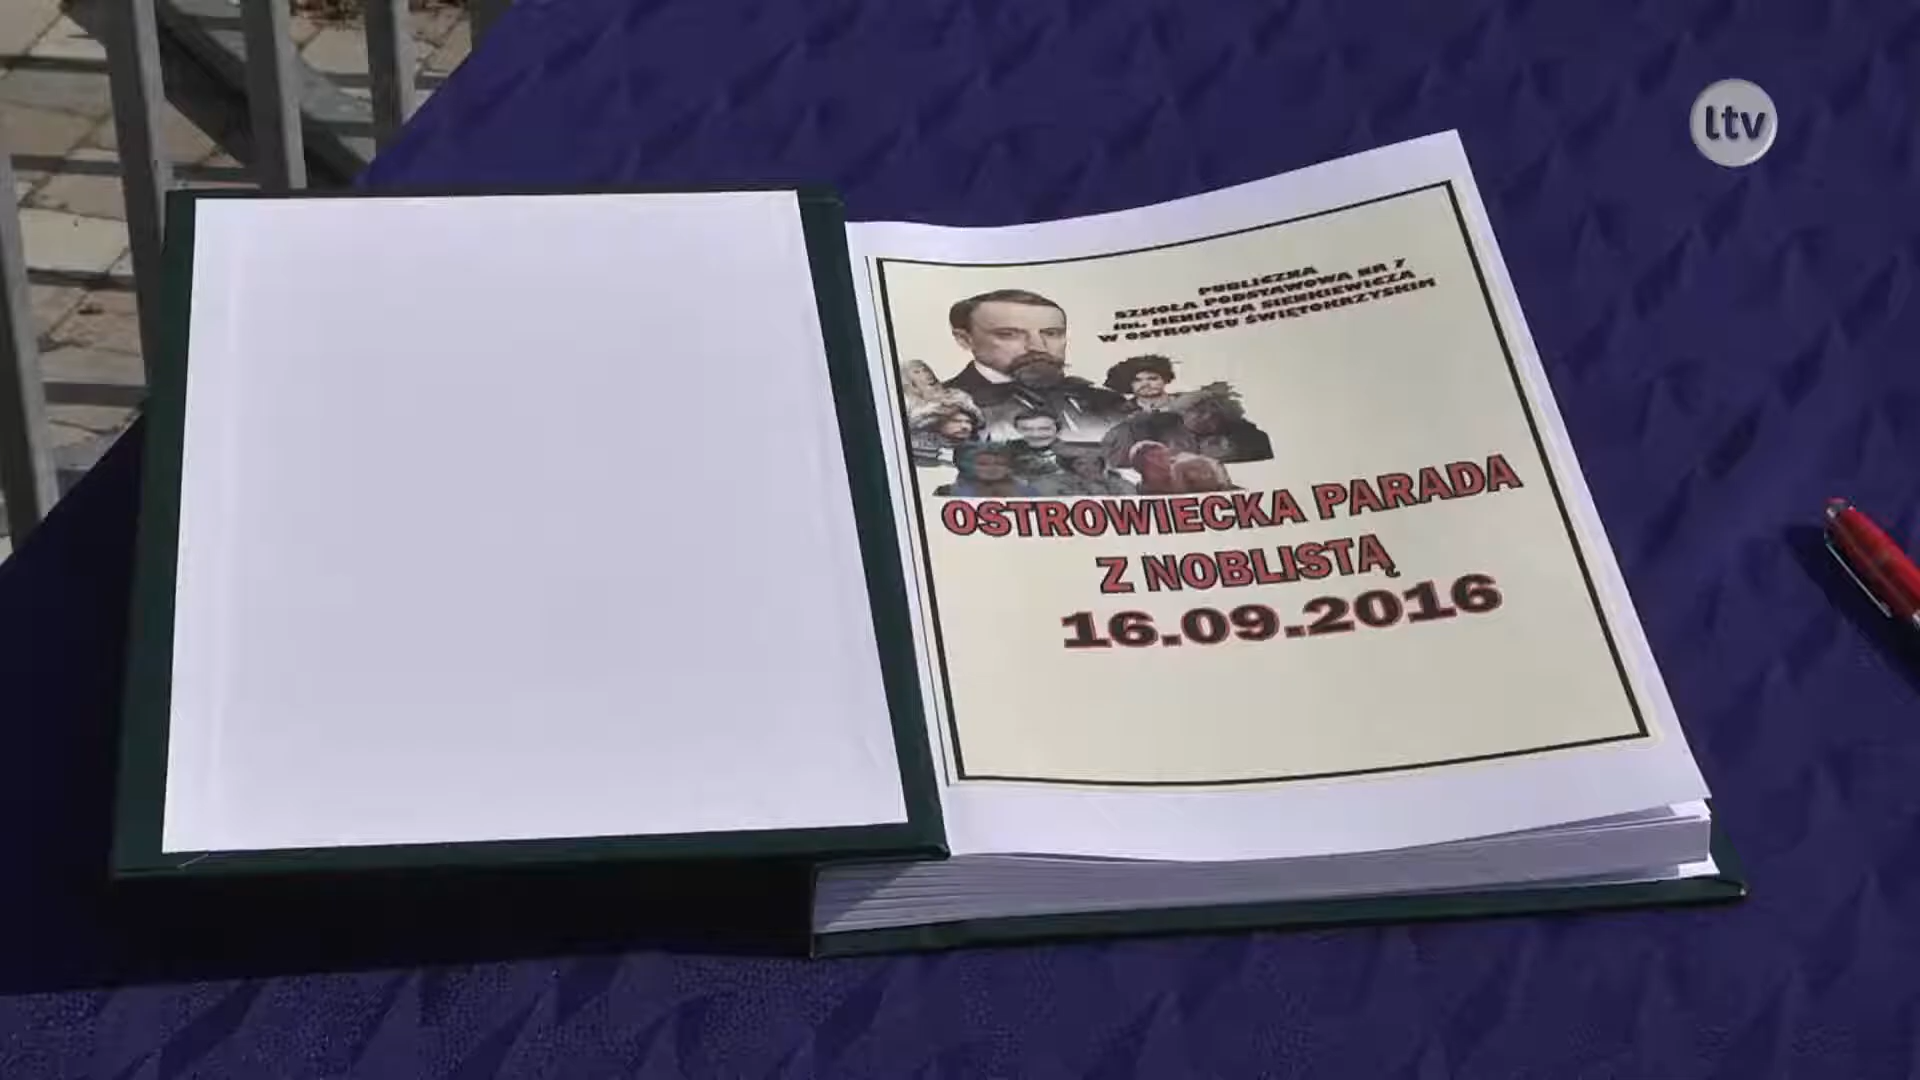 ltv
PUBLICZNA
SZKOŁA PODSTAWOWA NR 7
im. HENRYKA SIENKIEWICZA
W OSTROWCU ŚWIĘTOKRZYSKIM
OSTROWIECKA PARADA
Z NOBLISTĄ
16.09.2016